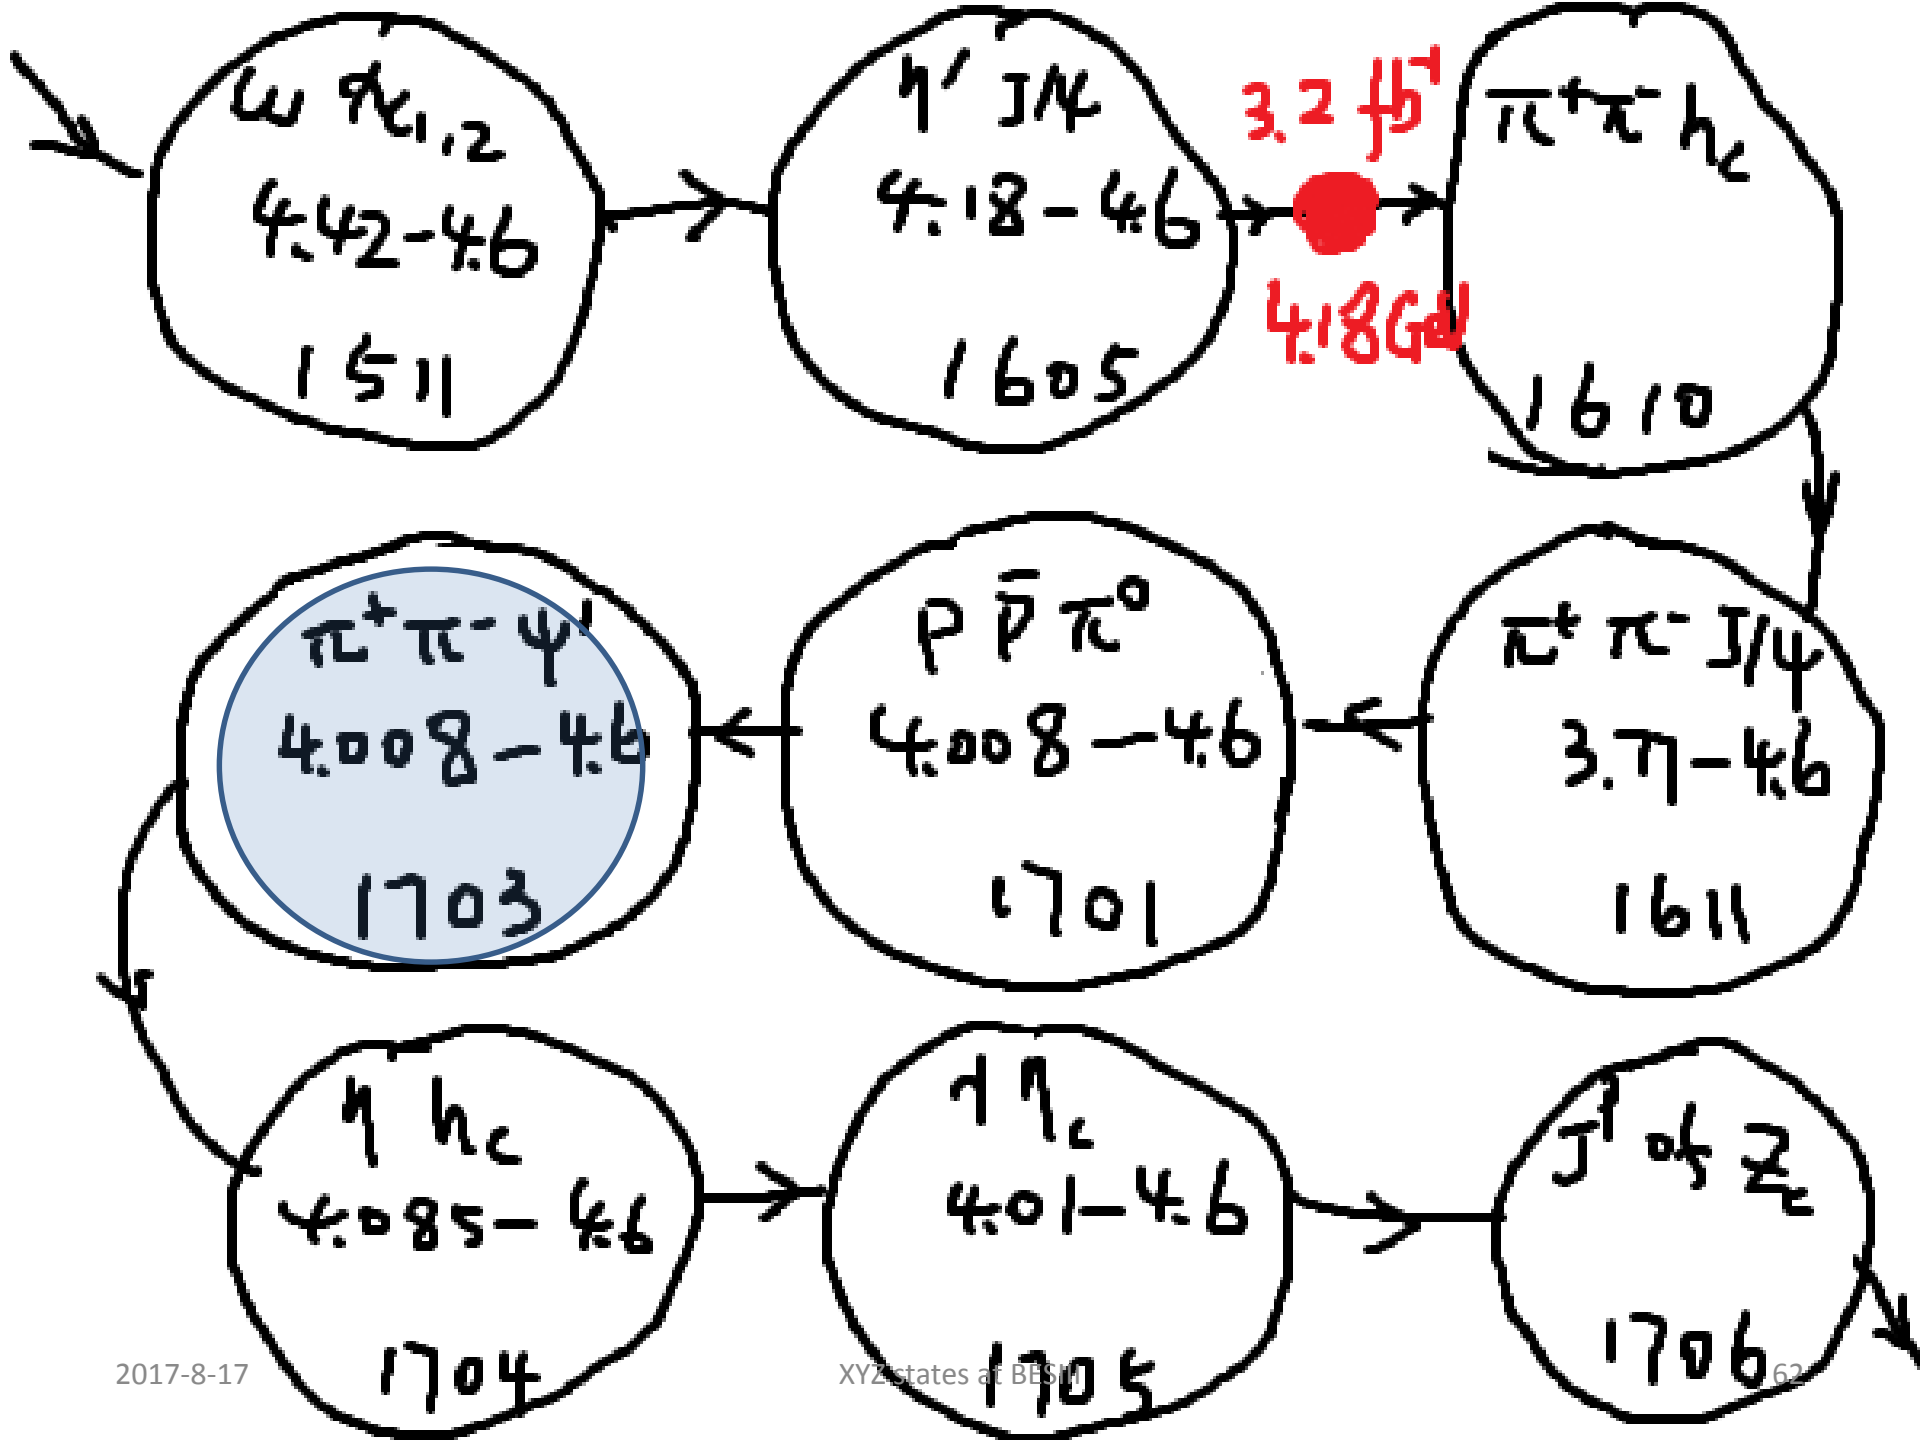 ω χc1,2
4.42-4.6
1511
η′ J/ψ
4.18-4.6
1605
3.2 fb⁻¹
4.18 GeV
π⁺π⁻ hc
1610
π⁺π⁻ J/ψ
3.77-4.6
1611
p p̄ π⁰
4.008-4.6
1701
π⁺π⁻ ψ'
4.008-4.6
1703
η hc
4.085-4.6
1704
γ ηc
4.01-4.6
1705
Jᴾ of Zc
1706
2017-8-17
XYZ states at BESIII
62